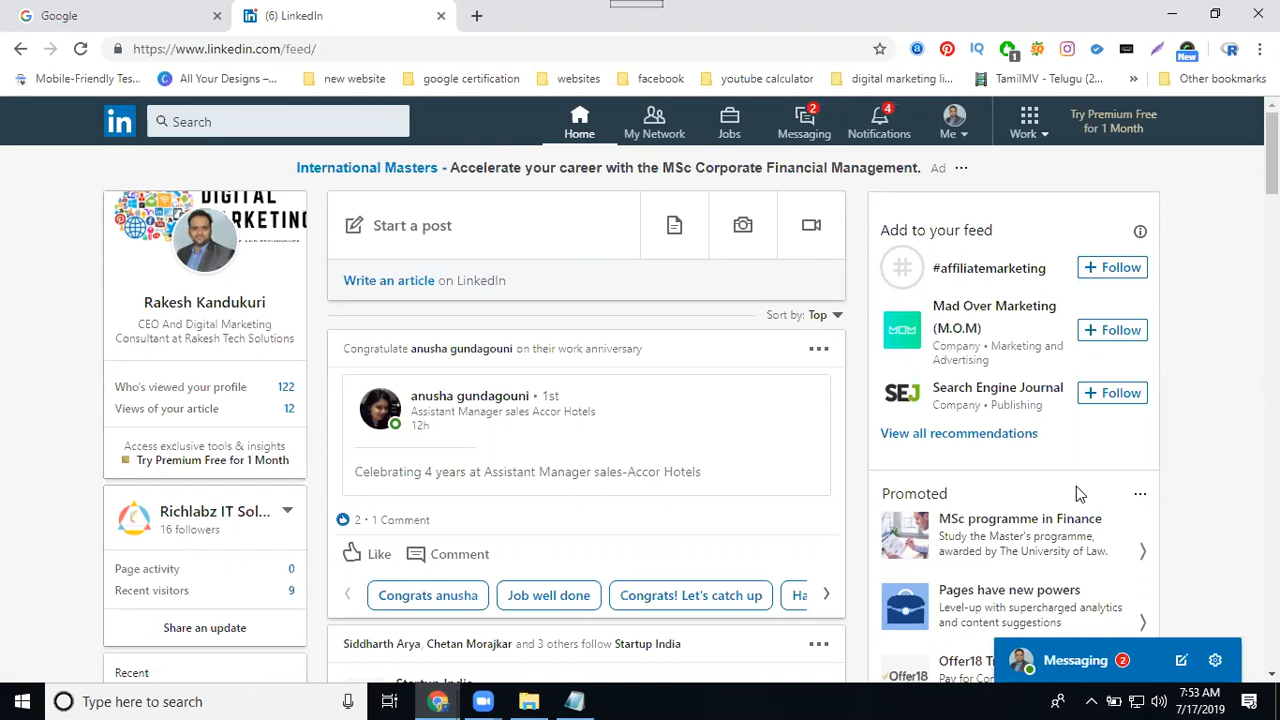 Google
(6) LinkedIn
https://www.linkedin.com/feed/
IQ
1
New
Mobile-Friendly Tes...
All Your Designs –...
new website
google certification
websites
facebook
youtube calculator
digital marketing li...
TamilMV - Telugu (2...
»
Other bookmarks
in
Search
Home
My Network
Jobs
2
Messaging
4
Notifications
Me
Work
Try Premium Free
for 1 Month
International Masters - Accelerate your career with the MSc Corporate Financial Management. Ad ...
DIGITAL
MARKETING
Rakesh Kandukuri
CEO And Digital Marketing
Consultant at Rakesh Tech Solutions
Who's viewed your profile 122
Views of your article 12
Access exclusive tools & insights
Try Premium Free for 1 Month
Richlabz IT Sol...
16 followers
Page activity 0
Recent visitors 9
Share an update
Recent
Start a post
Write an article on LinkedIn
Sort by: Top
Congratulate anusha gundagouni on their work anniversary
anusha gundagouni • 1st
Assistant Manager sales Accor Hotels
12h
Celebrating 4 years at Assistant Manager sales-Accor Hotels
2 • 1 Comment
Like
Comment
Congrats anusha
Job well done
Congrats! Let's catch up
Ha
Siddharth Arya, Chetan Morajkar and 3 others follow Startup India
Startup India
Add to your feed
#
#affiliatemarketing
+ Follow
MOM
Mad Over Marketing
(M.O.M)
Company • Marketing and
Advertising
+ Follow
SEJ
Search Engine Journal
Company • Publishing
+ Follow
View all recommendations
Promoted
MSc programme in Finance
Study the Master's programme,
awarded by The University of Law.
Pages have new powers
Level-up with supercharged analytics
and content suggestions
Offer18
Offer18 T
Pay for Con
Messaging 2
Type here to search
7:53 AM
7/17/2019